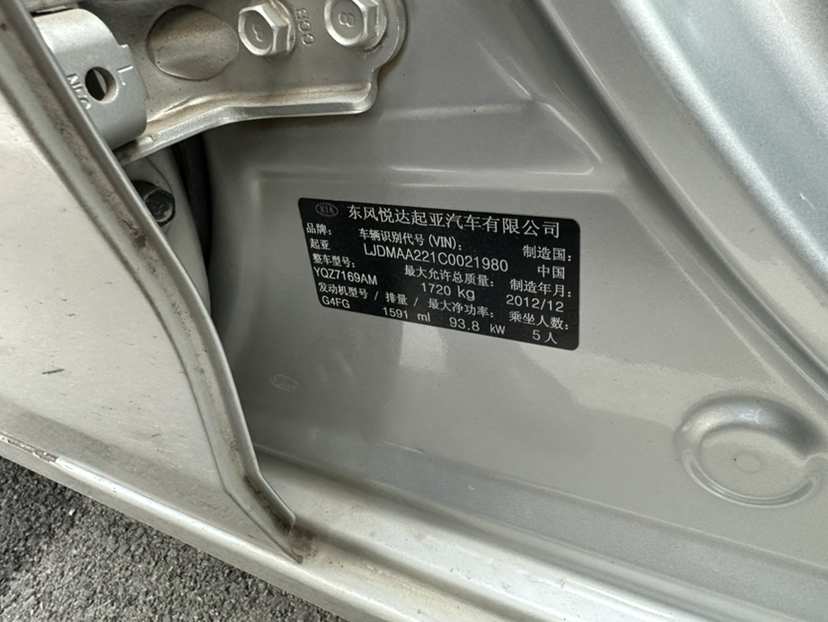 KIA 东风悦达起亚汽车有限公司
品牌： 车辆识别代号(VIN)： 制造国：
起亚 LJDMAA221C0021980 中国
整车型号： 最大允许总质量： 制造年月：
YQZ7169AM 1720 kg 2012/12
发动机型号 / 排量 / 最大净功率： 乘坐人数：
G4FG 1591 ml 93.8 kW 5人
8
8
L